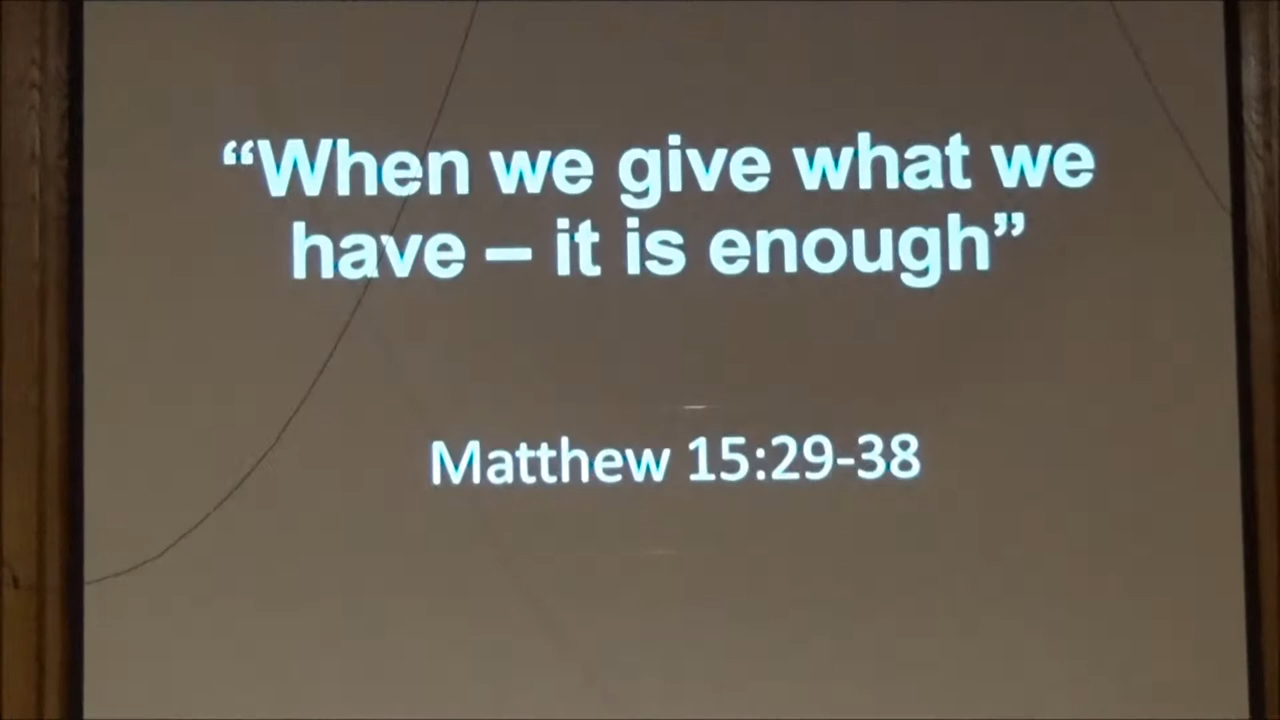 “When we give what we
have – it is enough”
Matthew 15:29-38